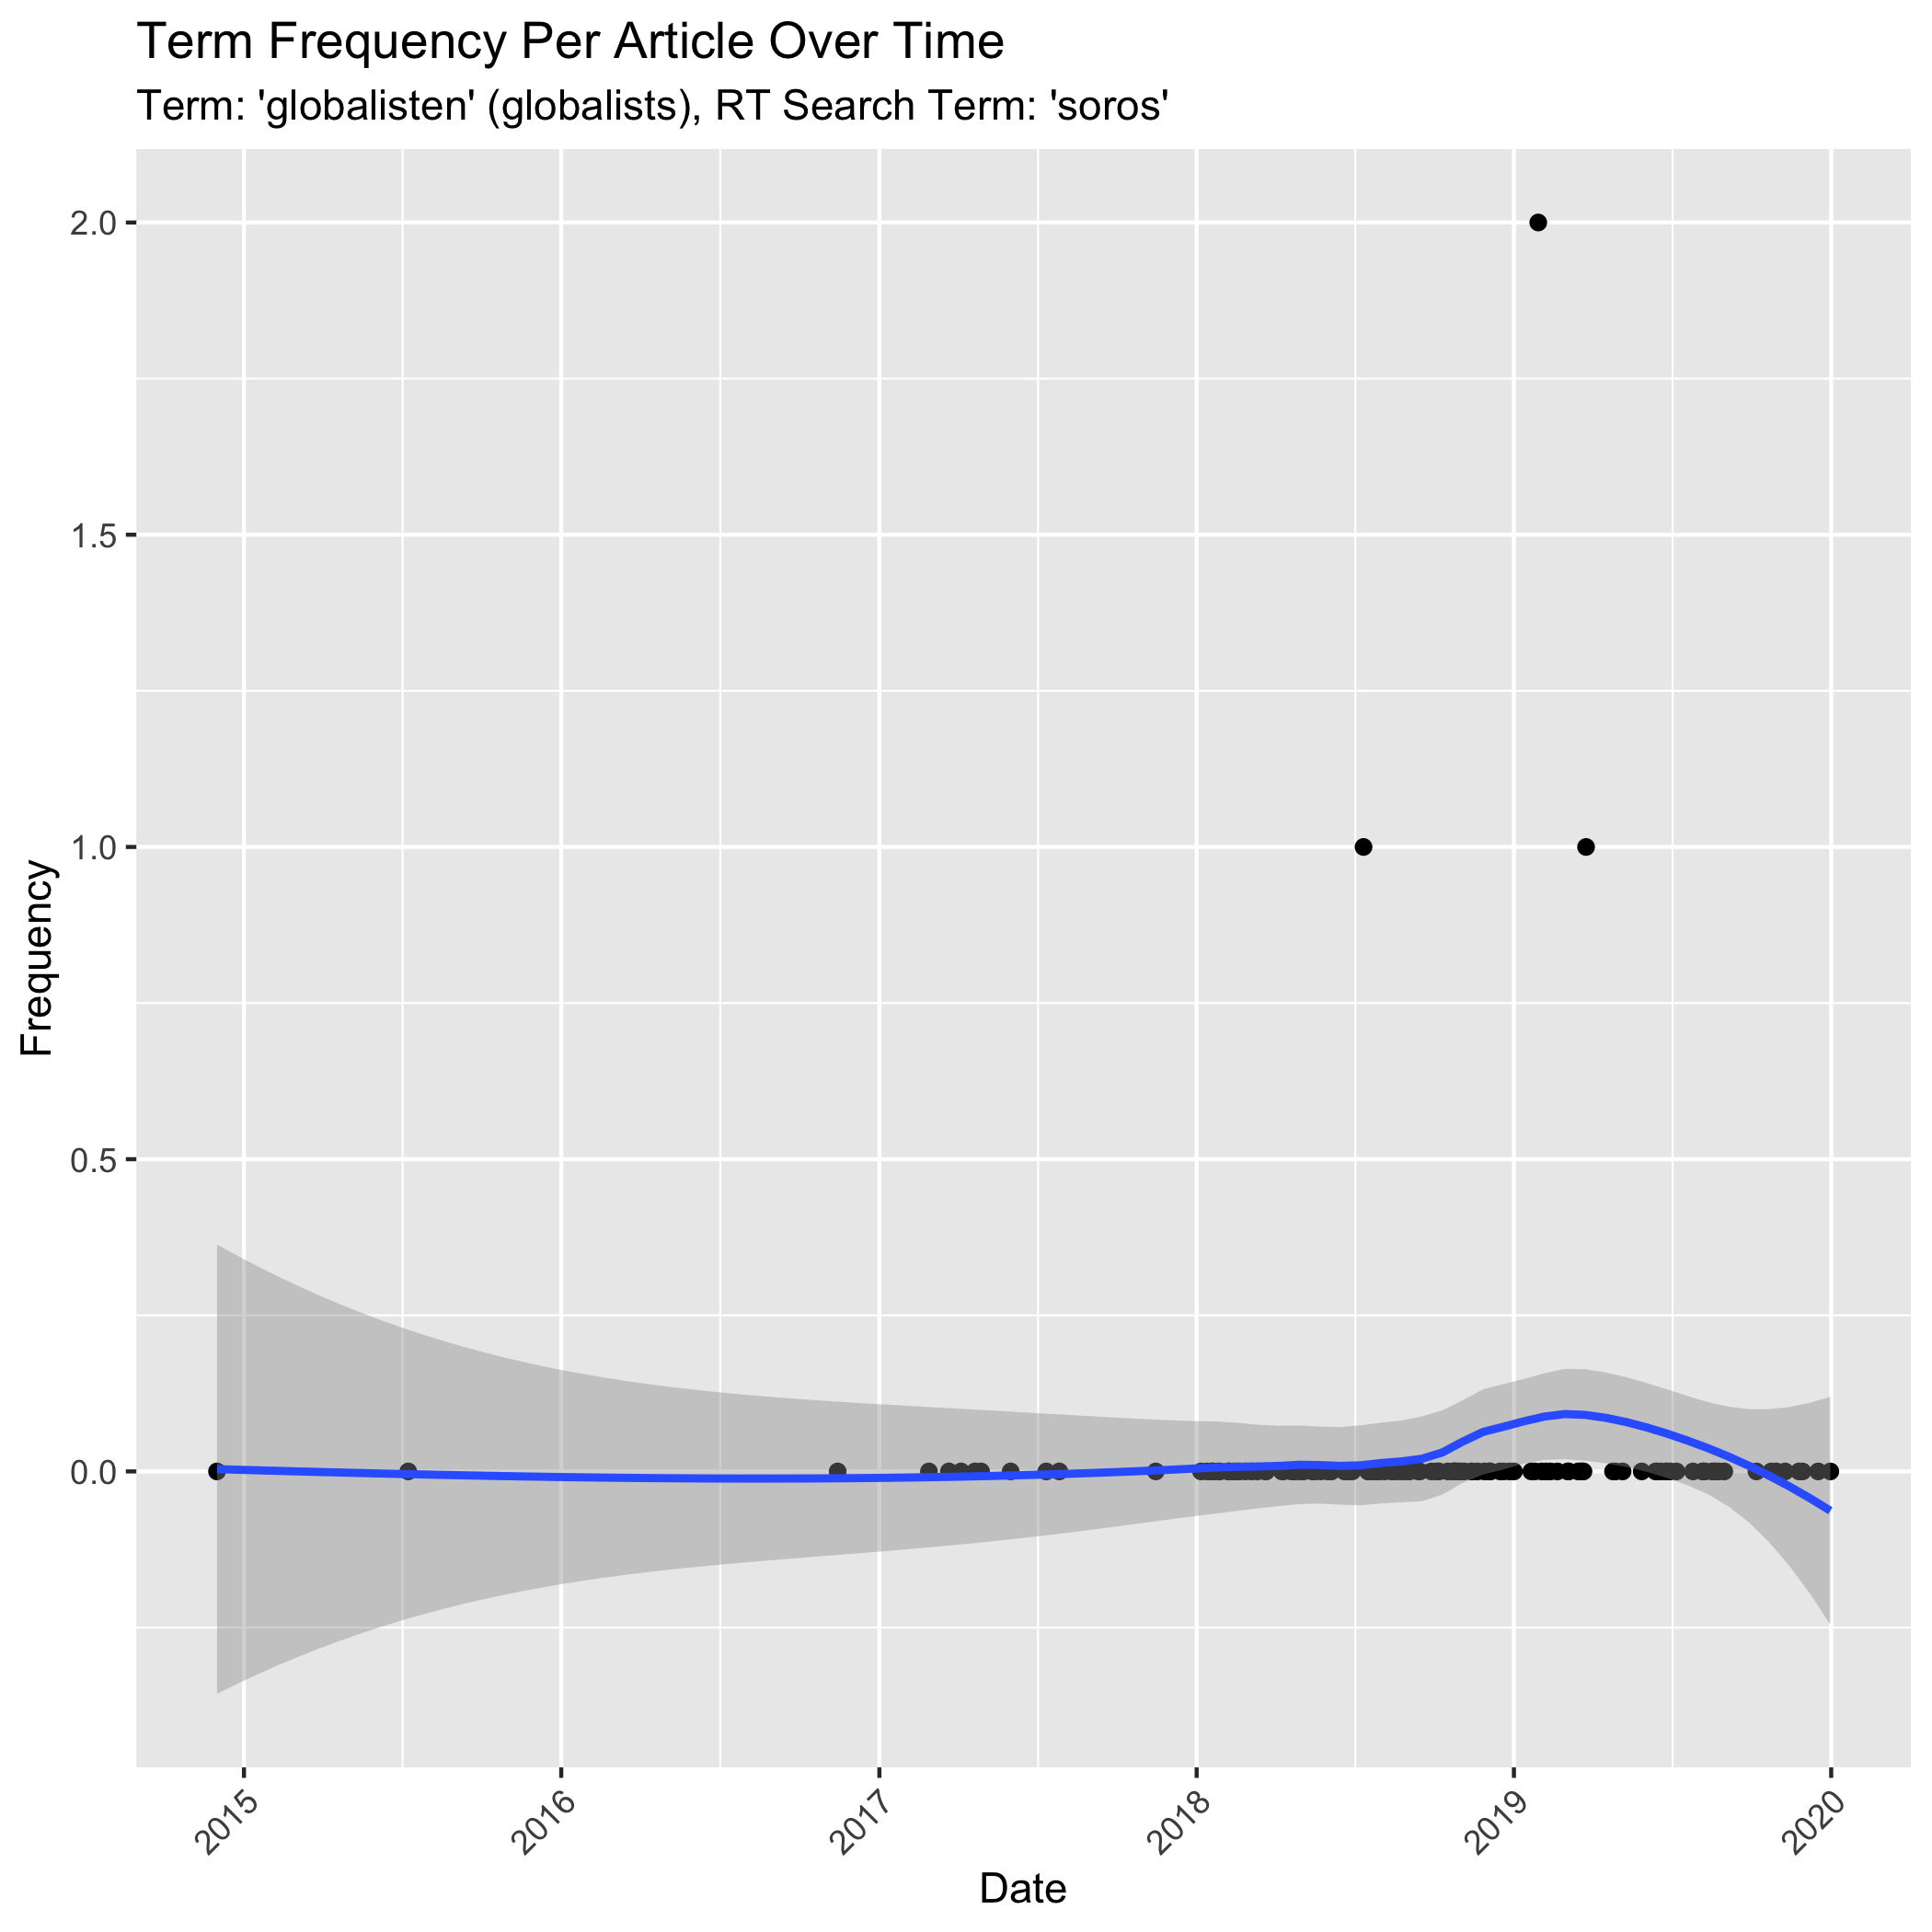 Term Frequency Per Article Over Time
Term: 'globalisten' (globalists), RT Search Term: 'soros'
Frequency
2.0
1.5
1.0
0.5
0.0
2015
2016
2017
2018
2019
2020
Date